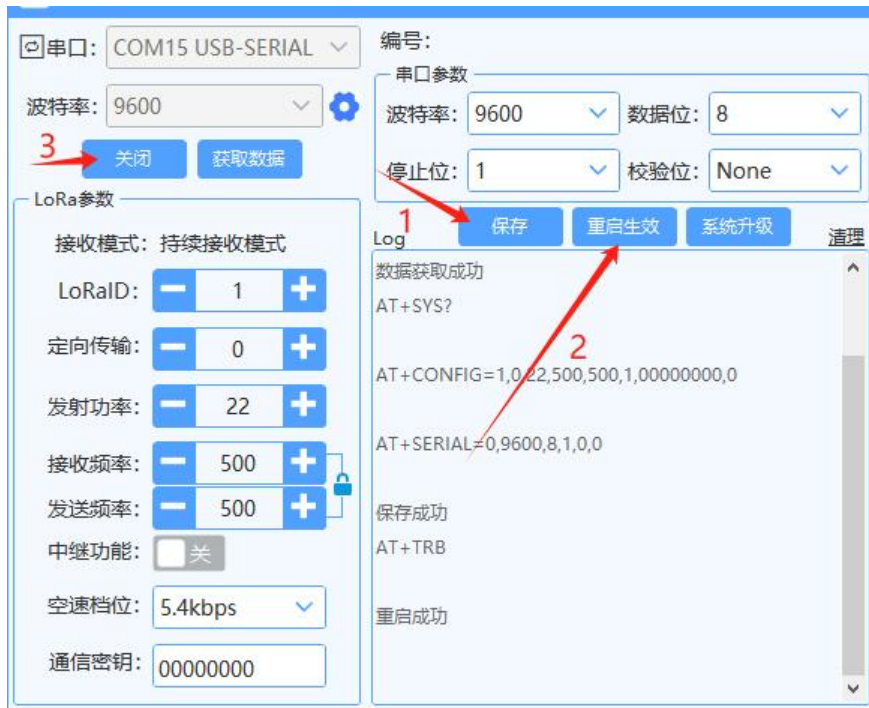 串口: COM15 USB-SERIAL
波特率: 9600
3
关闭 获取数据
LoRa参数
接收模式: 持续接收模式
LoRaID: 1
定向传输: 0
发射功率: 22
接收频率: 500
发送频率: 500
中继功能: 关
空速档位: 5.4kbps
通信密钥: 00000000
编号:
串口参数
波特率: 9600 数据位: 8
停止位: 1 校验位: None
1
Log 保存 重启生效 系统升级 清理
数据获取成功
AT+SYS?
2
AT+CONFIG=1,0,22,500,500,1,00000000,0
AT+SERIAL=0,9600,8,1,0,0
保存成功
AT+TRB
重启成功